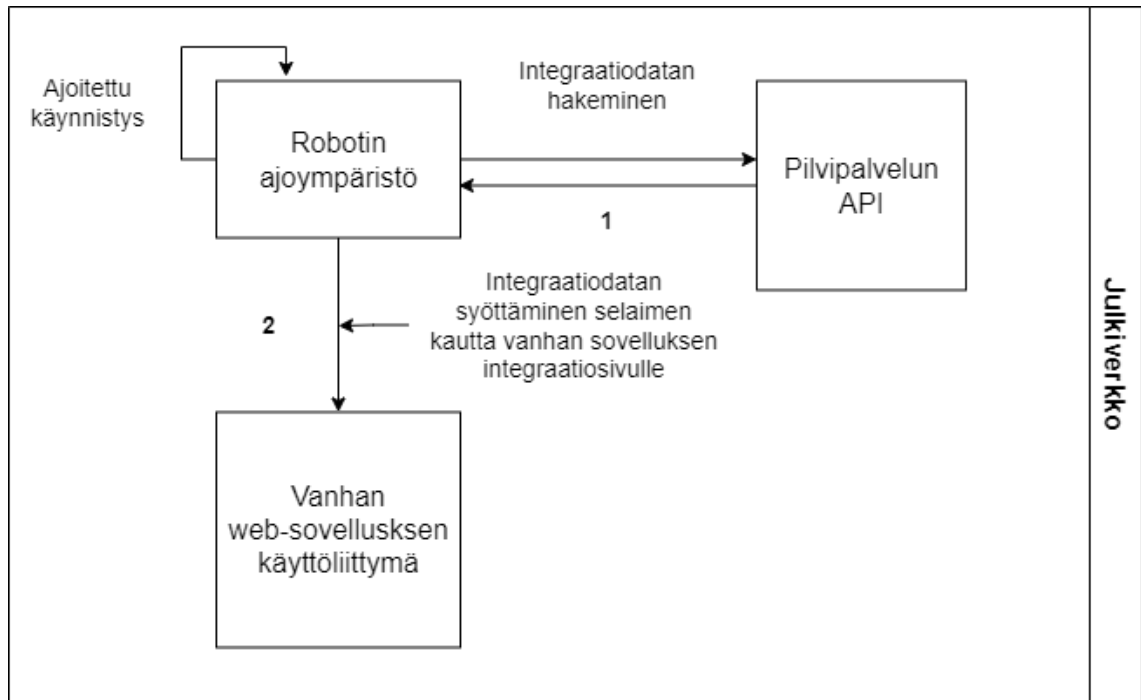 Ajoitettu
käynnistys
Robotin
ajoympäristö
Integraatiodatan
hakeminen
Pilvipalvelun
API
1
2
Integraatiodatan
syöttäminen selaimen
kautta vanhan sovelluksen
integraatiosivulle
Vanhan
web-sovellusksen
käyttöliittymä
Julkiverkko